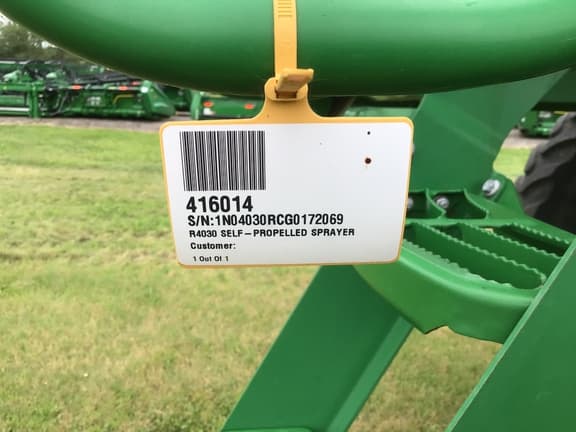 416014
S/N:1N04030RCG0172069
R4030 SELF-PROPELLED SPRAYER
Customer:
1 Out Of 1